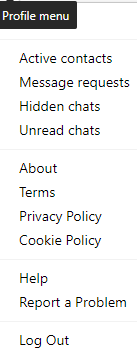 Profile menu
Active contacts
Message requests
Hidden chats
Unread chats
About
Terms
Privacy Policy
Cookie Policy
Help
Report a Problem
Log Out